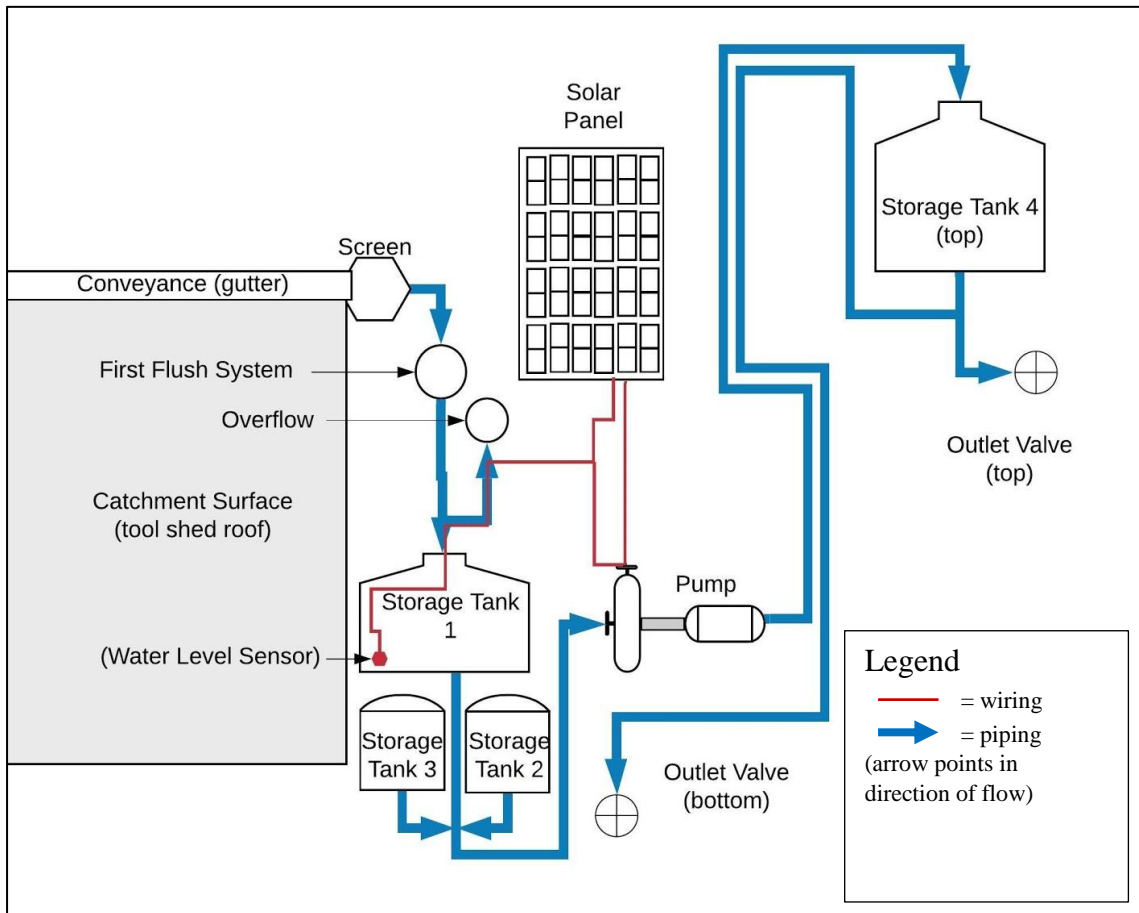 Solar
Panel
Storage Tank 4
(top)
Screen
Conveyance (gutter)
First Flush System
Overflow
Outlet Valve
(top)
Catchment Surface
(tool shed roof)
Pump
Storage Tank
1
(Water Level Sensor)
Storage
Tank 3
Storage
Tank 2
Outlet Valve
(bottom)
Legend
= wiring
= piping
(arrow points in
direction of flow)